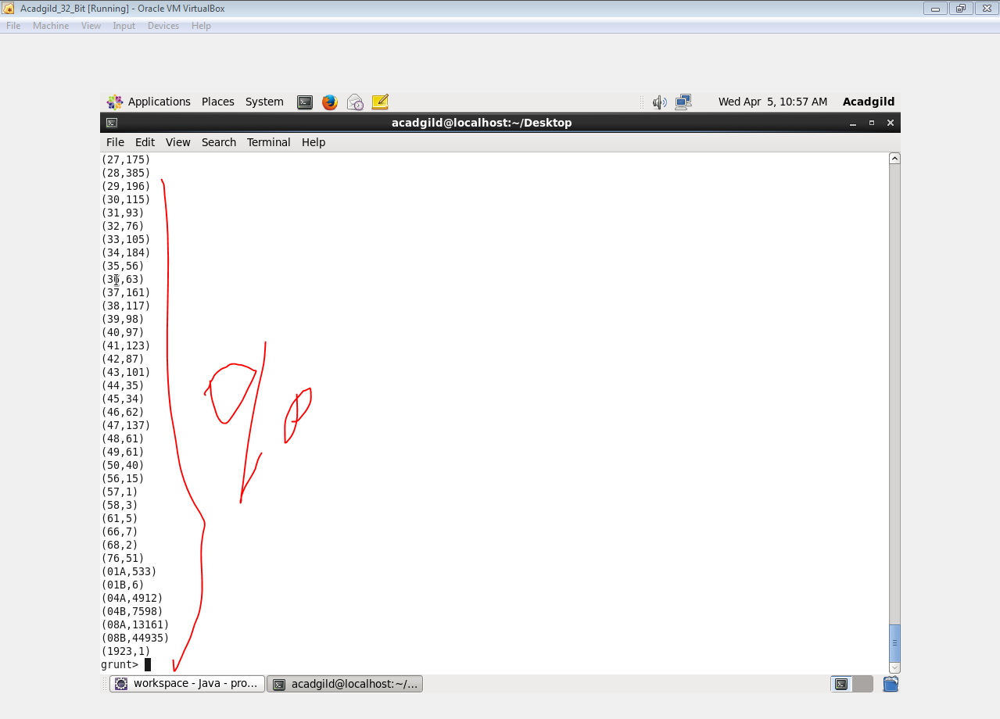 Acadgild_32_Bit [Running] - Oracle VM VirtualBox
File Machine View Input Devices Help
Applications Places System Wed Apr 5, 10:57 AM Acadgild
acadgild@localhost:~/Desktop
File Edit View Search Terminal Help
(27,175)
(28,385)
(29,196)
(30,115)
(31,93)
(32,76)
(33,105)
(34,184)
(35,56)
(36,63)
(37,161)
(38,117)
(39,98)
(40,97)
(41,123)
(42,87)
(43,101)
(44,35)
(45,34)
(46,62)
(47,137)
(48,61)
(49,61)
(50,40)
(56,15)
(57,1)
(58,3)
(61,5)
(66,7)
(68,2)
(76,51)
(01A,533)
(01B,6)
(04A,4912)
(04B,7598)
(08A,13161)
(08B,44935)
(1923,1)
grunt>
workspace - Java - pro... acadgild@localhost:~/...